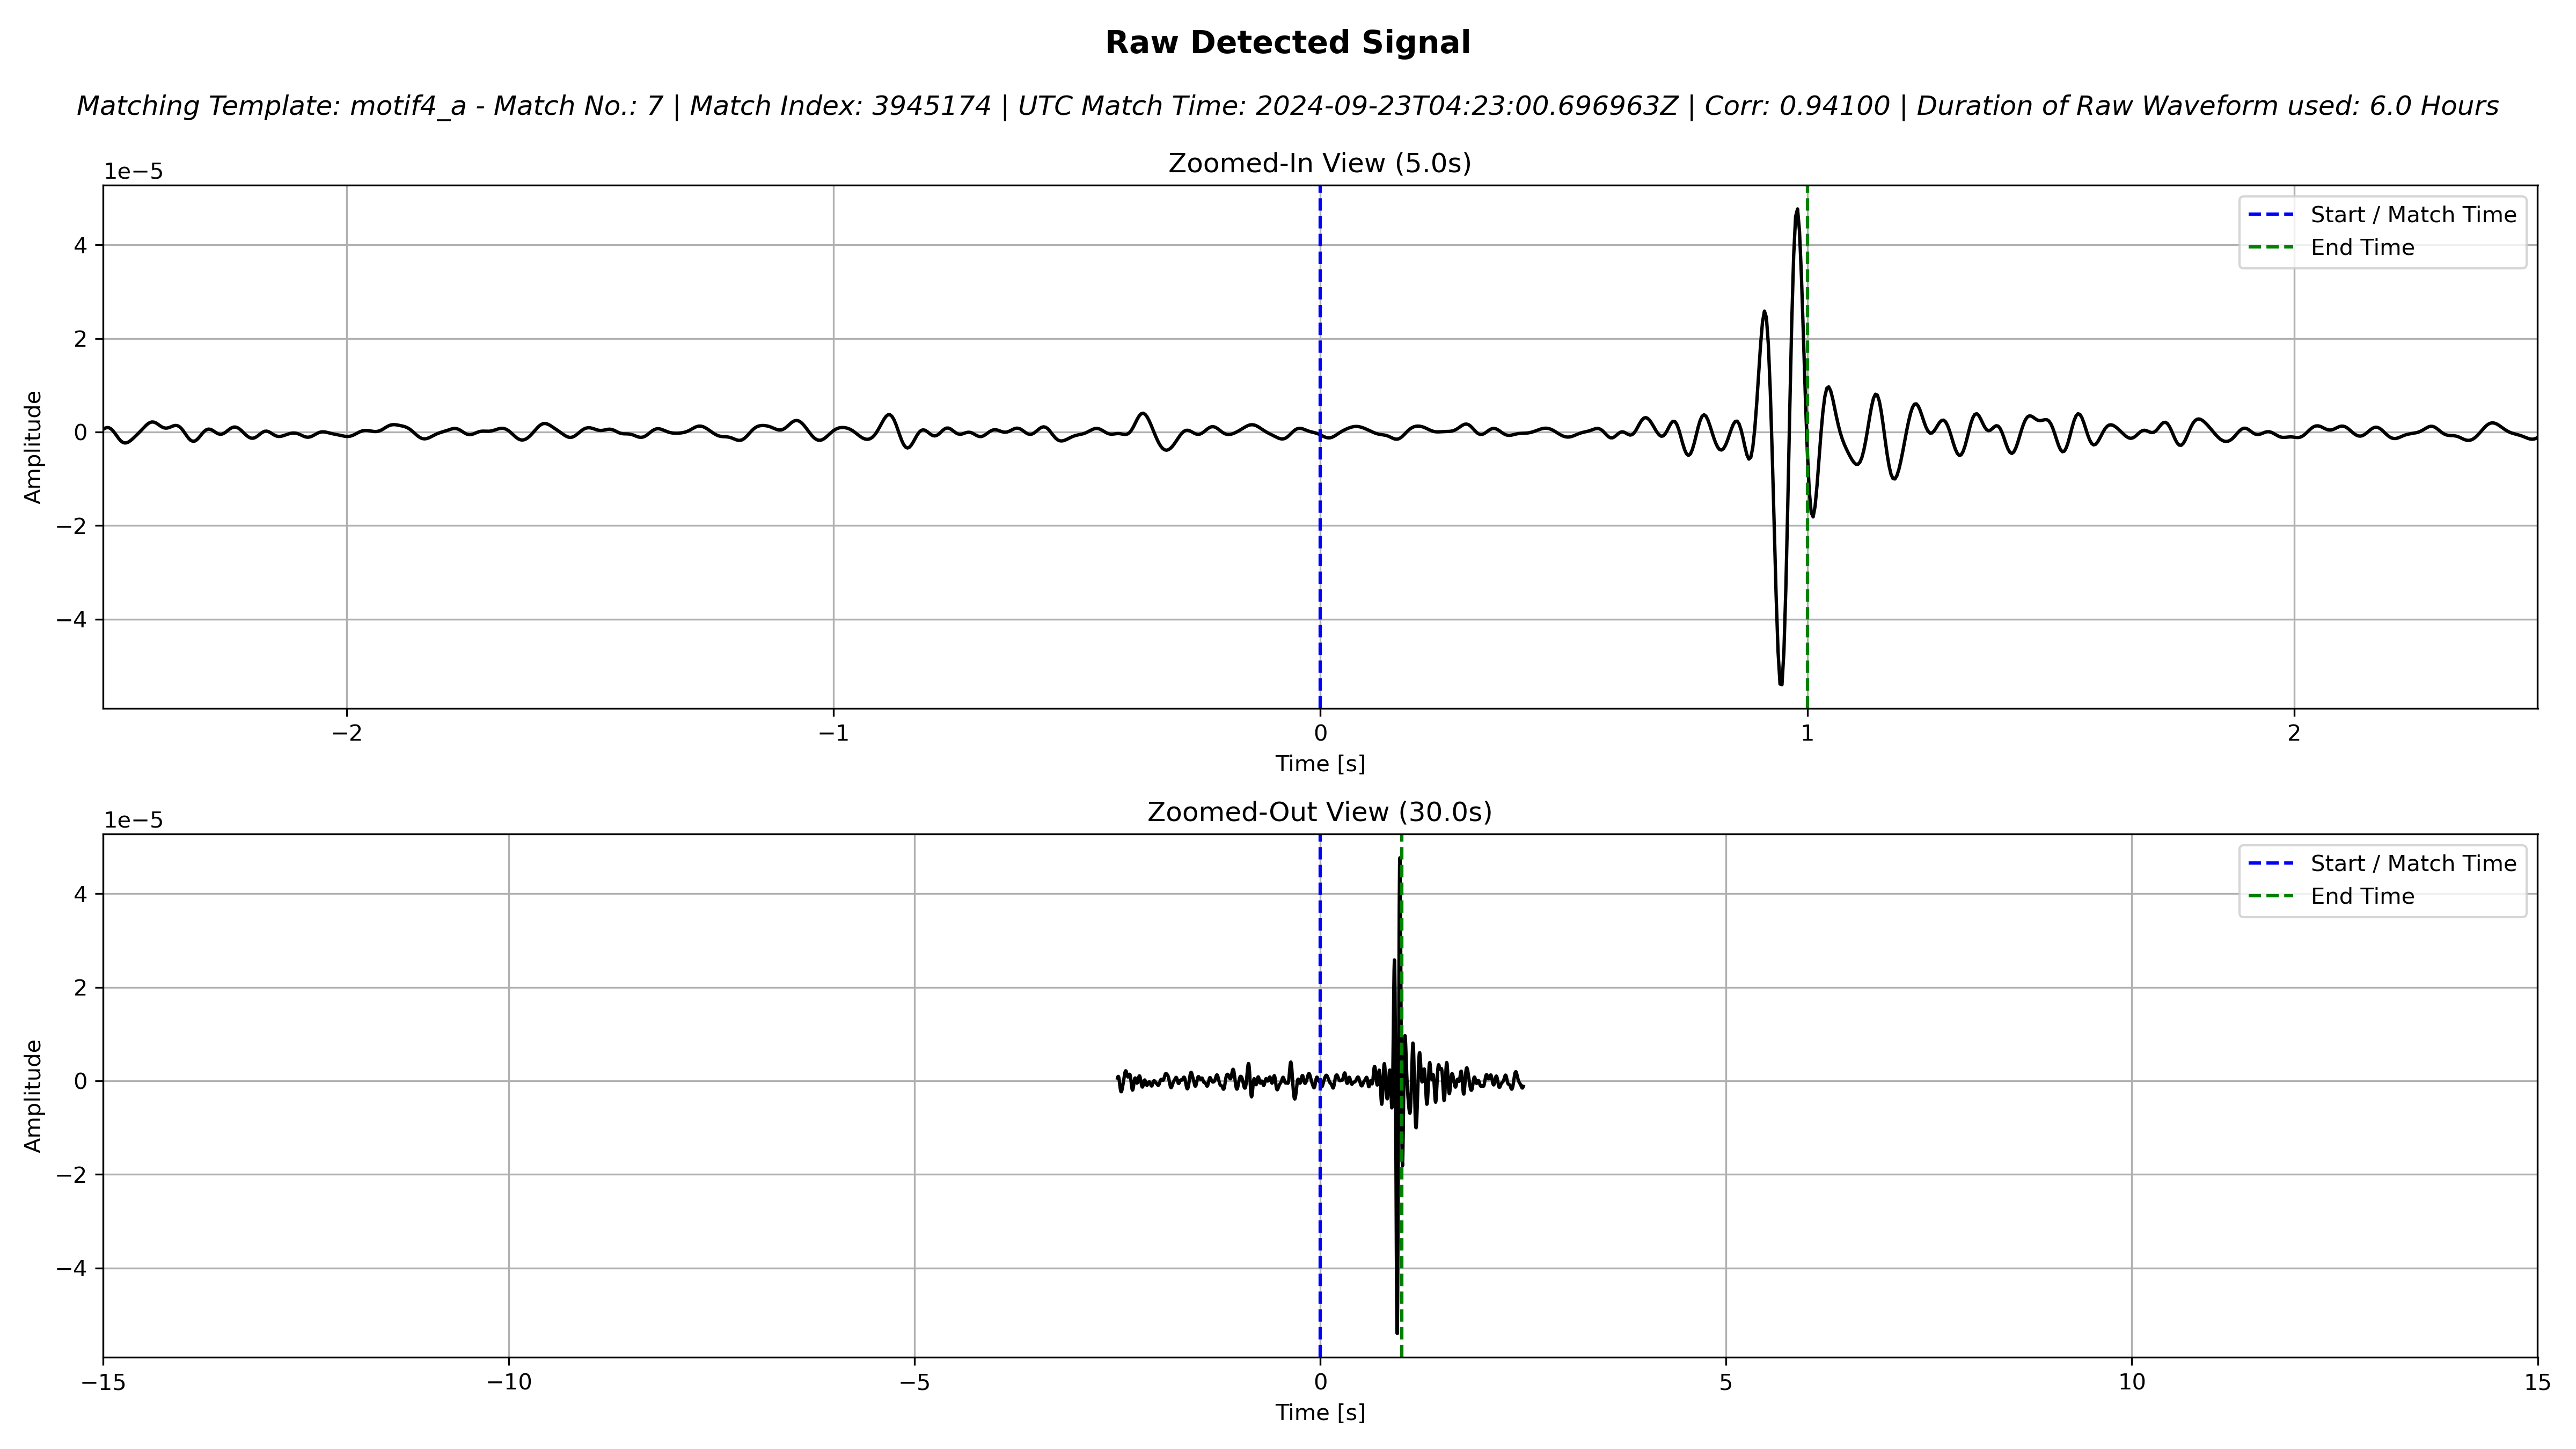 Raw Detected Signal
Matching Template: motif4_a - Match No.: 7 | Match Index: 3945174 | UTC Match Time: 2024-09-23T04:23:00.696963Z | Corr: 0.94100 | Duration of Raw Waveform used: 6.0 Hours
Zoomed-In View (5.0s)
1e−5
Start / Match Time
End Time
4
2
0
−2
−4
Amplitude
−2 −1 0 1 2
Time [s]
Zoomed-Out View (30.0s)
1e−5
Start / Match Time
End Time
4
2
0
−2
−4
Amplitude
−15 −10 −5 0 5 10 15
Time [s]